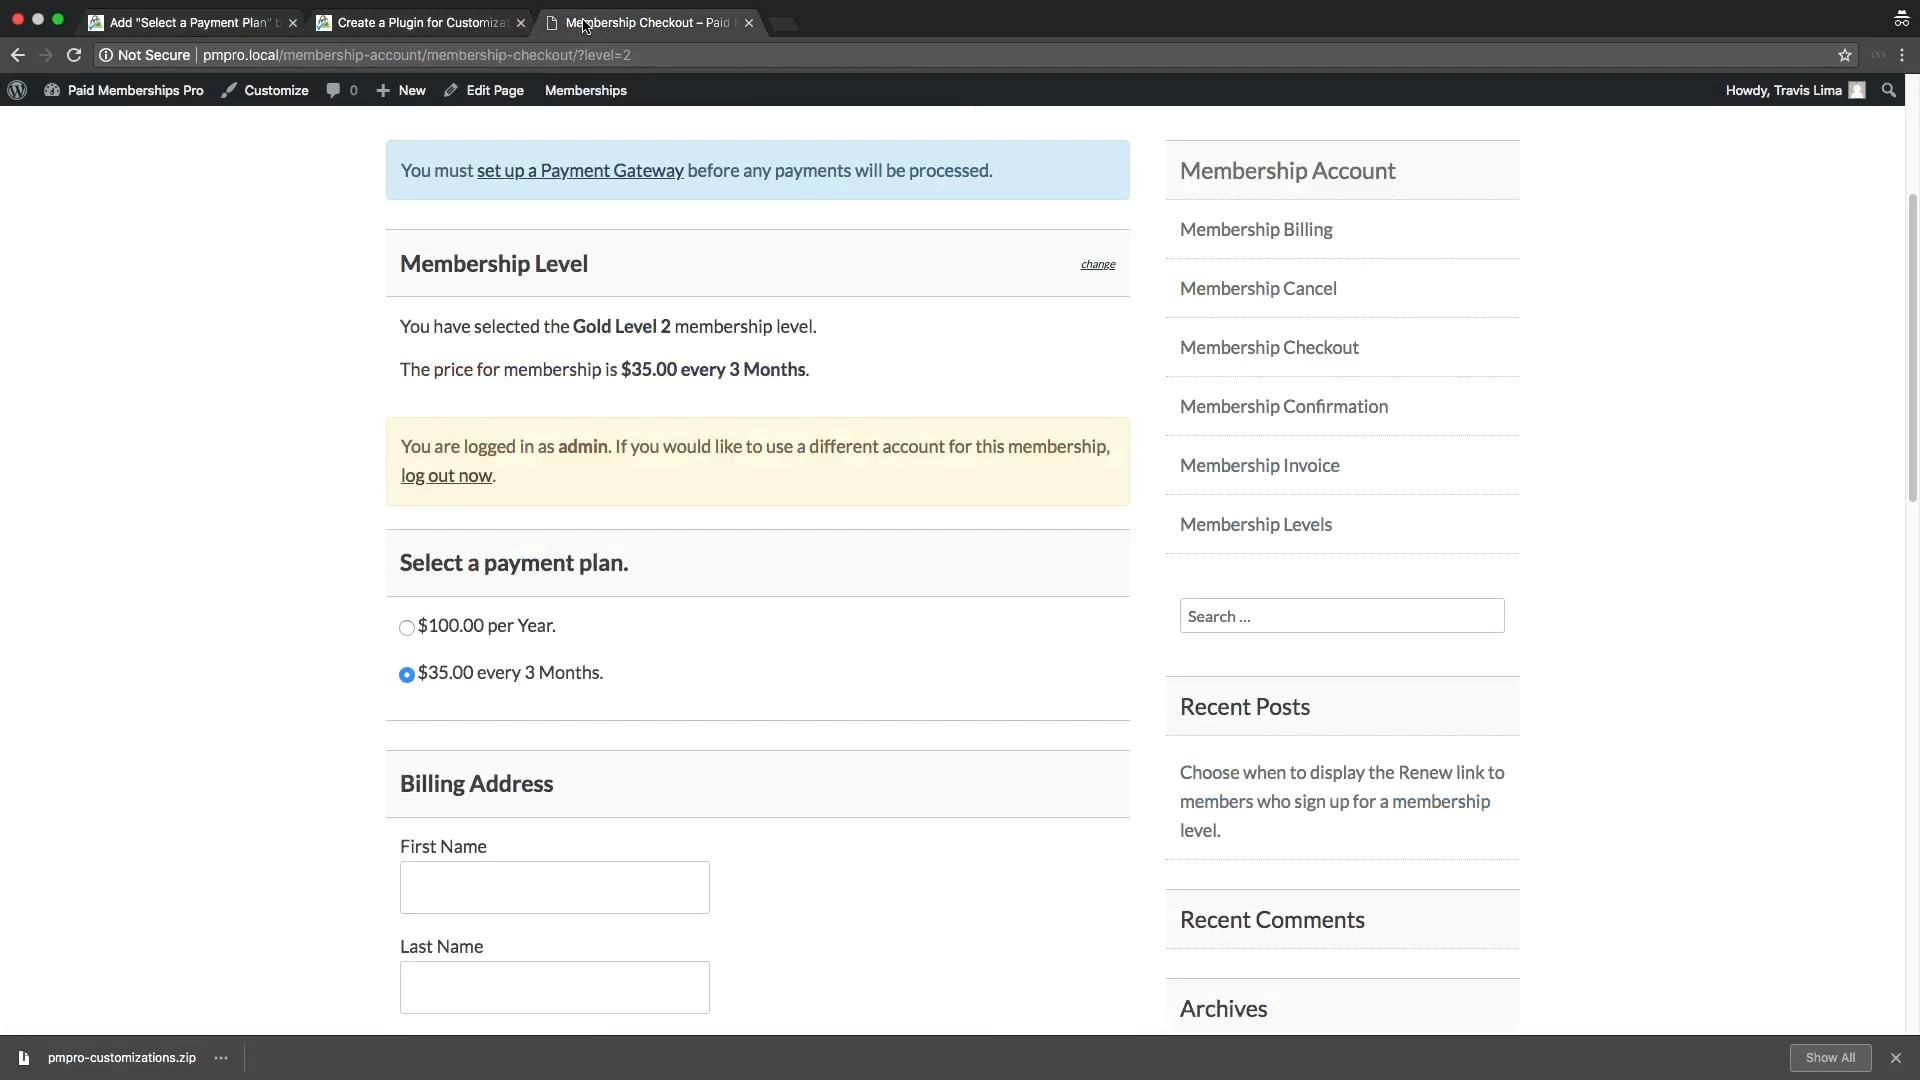 Add "Select a Payment Plan"
Create a Plugin for Customizat
Membership Checkout – Paid
Not Secure
pmpro.local/membership-account/membership-checkout/?level=2
css
Paid Memberships Pro
Customize
0
New
Edit Page
Memberships
Howdy, Travis Lima
You must set up a Payment Gateway before any payments will be processed.
Membership Level
change
You have selected the Gold Level 2 membership level.
The price for membership is $35.00 every 3 Months.
You are logged in as admin. If you would like to use a different account for this membership,
log out now.
Select a payment plan.
$100.00 per Year.
$35.00 every 3 Months.
Billing Address
First Name
Last Name
Membership Account
Membership Billing
Membership Cancel
Membership Checkout
Membership Confirmation
Membership Invoice
Membership Levels
Search ...
Recent Posts
Choose when to display the Renew link to
members who sign up for a membership
level.
Recent Comments
Archives
pmpro-customizations.zip
Show All